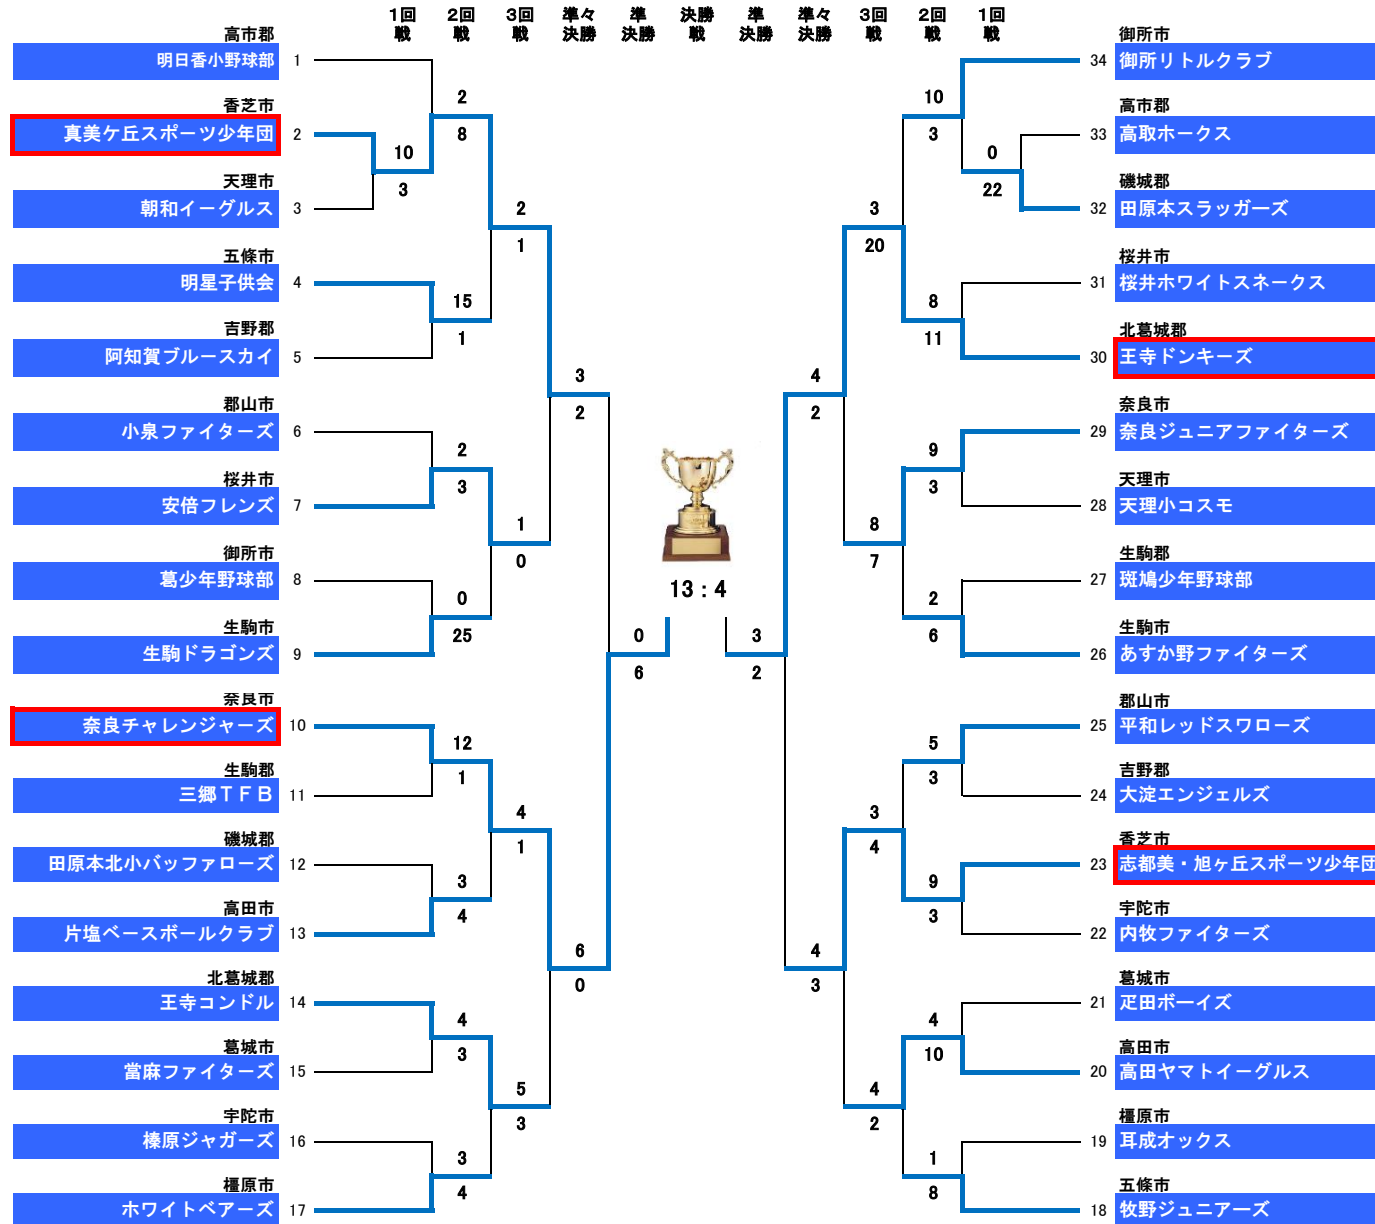 1回戦 2回戦 3回戦 準々決勝 準決勝 決勝戦 準決勝 準々決勝 3回戦 2回戦 1回戦
高市郡
明日香小野球部 1
香芝市
真美ケ丘スポーツ少年団 2
天理市
朝和イーグルス 3
五條市
明星子供会 4
吉野郡
阿知賀ブルースカイ 5
郡山市
小泉ファイターズ 6
桜井市
安倍フレンズ 7
御所市
葛少年野球部 8
生駒市
生駒ドラゴンズ 9
奈良市
奈良チャレンジャーズ 10
生駒郡
三郷TFB 11
磯城郡
田原本北小バッファローズ 12
高田市
片塩ベースボールクラブ 13
北葛城郡
王寺コンドル 14
葛城市
當麻ファイターズ 15
宇陀市
榛原ジャガーズ 16
橿原市
ホワイトベアーズ 17
10
3
2
8
15
1
2
3
0
25
12
1
3
4
4
3
3
4
2
1
1
0
4
1
5
3
3
2
6
0
0
6
13 : 4
3
2
4
2
4
3
3
20
8
7
3
4
4
2
10
3
8
11
9
3
2
6
5
3
9
3
4
10
1
8
0
22
御所市
34 御所リトルクラブ
高市郡
33 高取ホークス
磯城郡
32 田原本スラッガーズ
桜井市
31 桜井ホワイトスネークス
北葛城郡
30 王寺ドンキーズ
奈良市
29 奈良ジュニアファイターズ
天理市
28 天理小コスモ
生駒郡
27 斑鳩少年野球部
生駒市
26 あすか野ファイターズ
郡山市
25 平和レッドスワローズ
吉野郡
24 大淀エンジェルズ
香芝市
23 志都美・旭ヶ丘スポーツ少年団
宇陀市
22 内牧ファイターズ
葛城市
21 疋田ボーイズ
高田市
20 高田ヤマトイーグルス
橿原市
19 耳成オックス
五條市
18 牧野ジュニアーズ